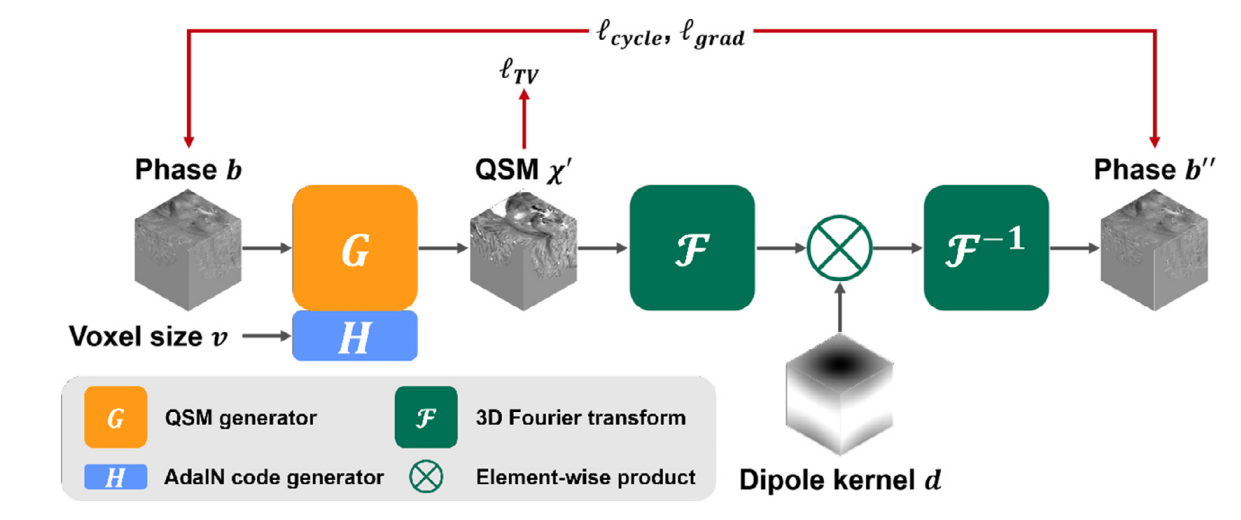 ℓcycle, ℓgrad
ℓTV
Phase b
QSM χ′
Phase b′′
G
ℱ
ℱ−1
Voxel size v
H
G QSM generator
ℱ 3D Fourier transform
H AdaIN code generator
Element-wise product
Dipole kernel d